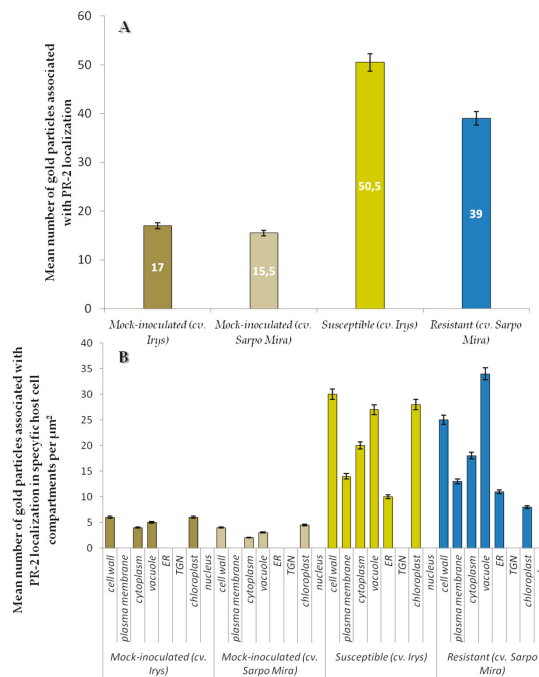 A
Mean number of gold particles associated
with PR-2 localization
60
50
40
30
20
10
0
17
15,5
50,5
39
Mock-inoculated (cv.
Irys)
Mock-inoculated (cv.
Sarpo Mira)
Susceptible (cv. Irys)
Resistant (cv. Sarpo
Mira)
B
Mean number of gold particles associated with
PR-2 localization in specyfic host cell
compartments per µm²
40
35
30
25
20
15
10
5
0
cell wall
plasma membrane
cytoplasm
vacuole
ER
TGN
chloroplast
nucleus
cell wall
plasma membrane
cytoplasm
vacuole
ER
TGN
chloroplast
nucleus
cell wall
plasma membrane
cytoplasm
vacuole
ER
TGN
chloroplast
nucleus
cell wall
plasma membrane
cytoplasm
vacuole
ER
TGN
chloroplast
Mock-inoculated (cv.
Irys)
Mock-inoculated (cv.
Sarpo Mira)
Susceptible (cv. Irys)
Resistant (cv. Sarpo
Mira)